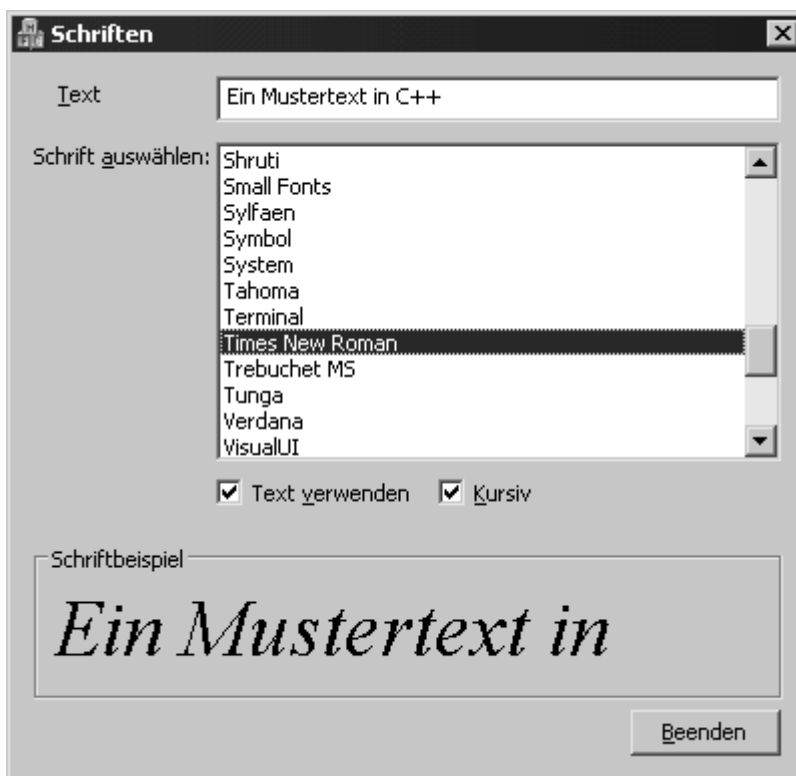 Schriften
Text
Ein Mustertext in C++
Schrift auswählen:
Shruti
Small Fonts
Sylfaen
Symbol
System
Tahoma
Terminal
Times New Roman
Trebuchet MS
Tunga
Verdana
VisualUI
Text verwenden Kursiv
Schriftbeispiel
Ein Mustertext in
Beenden